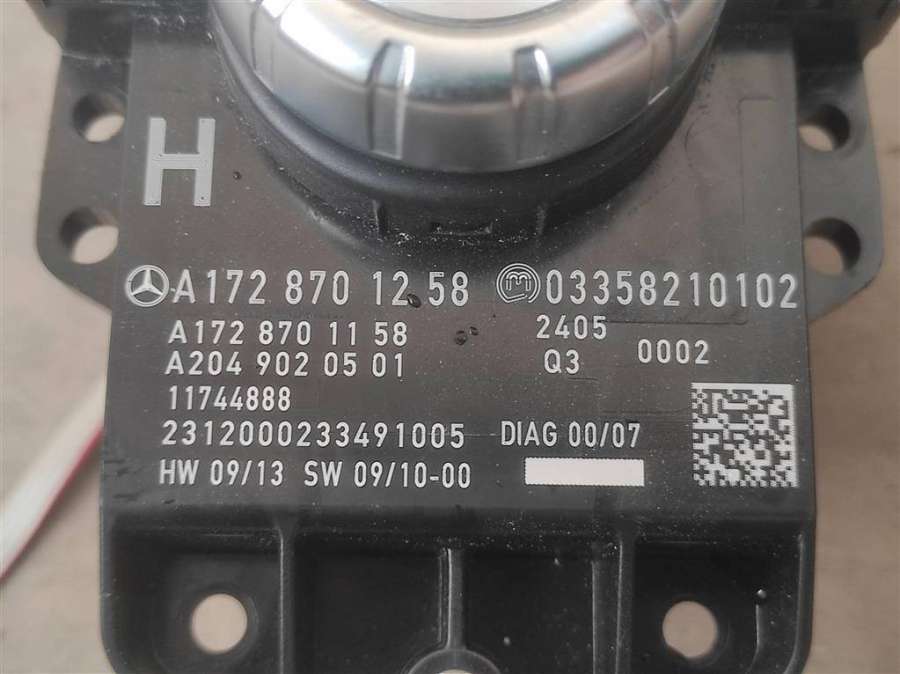 H
A172 870 12 58 03358210102
A172 870 11 58 2405
A204 902 05 01 Q3 0002
11744888
2312000233491005 DIAG 00/07
HW 09/13 SW 09/10-00